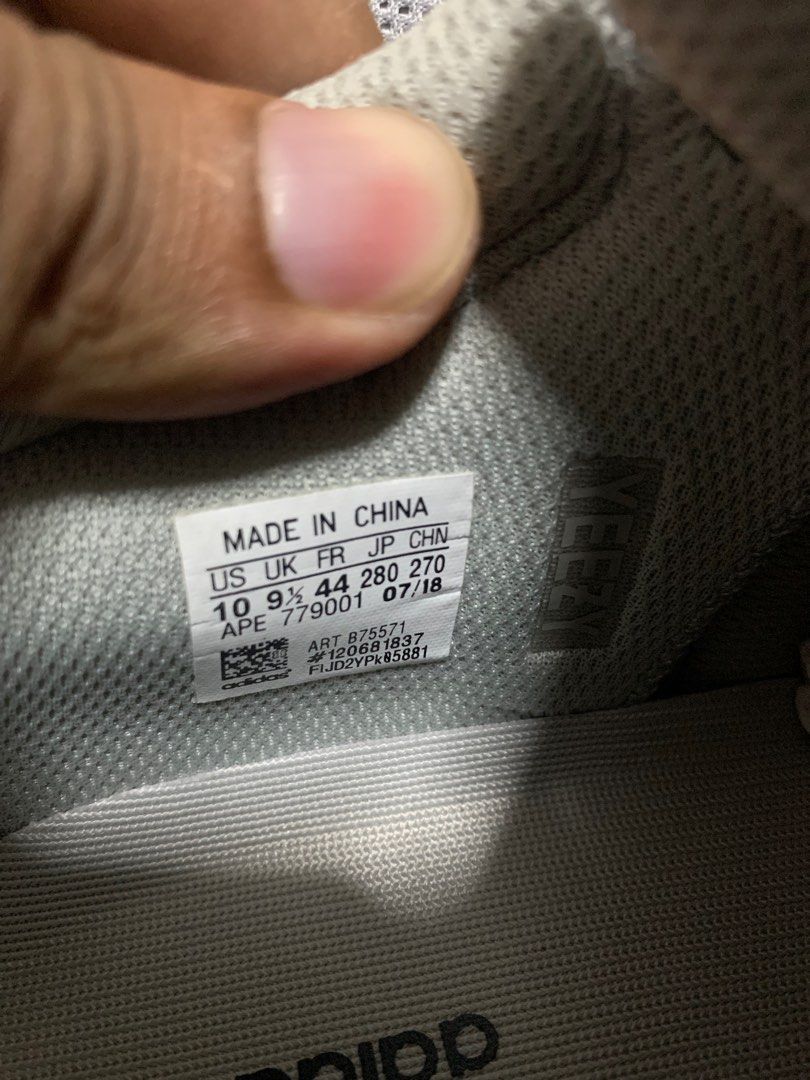 MADE IN CHINA
US UK FR JP CHN
10 9½ 44 280 270
APE 779001 07/18
ART B75571
#120681837
FIJD2YPk05881
adidas
YEEZY
adidas